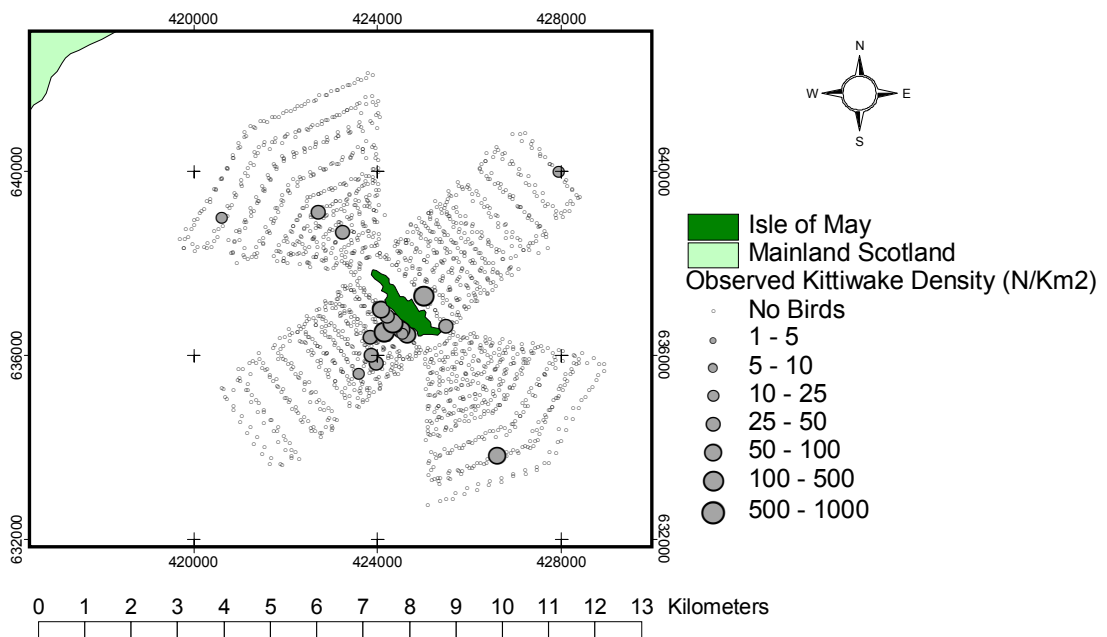 420000 424000 428000
N
W E
S
640000 640000
636000 636000
632000 632000
420000 424000 428000
Isle of May
Mainland Scotland
Observed Kittiwake Density (N/Km2)
No Birds
1 - 5
5 - 10
10 - 25
25 - 50
50 - 100
100 - 500
500 - 1000
0 1 2 3 4 5 6 7 8 9 10 11 12 13 Kilometers